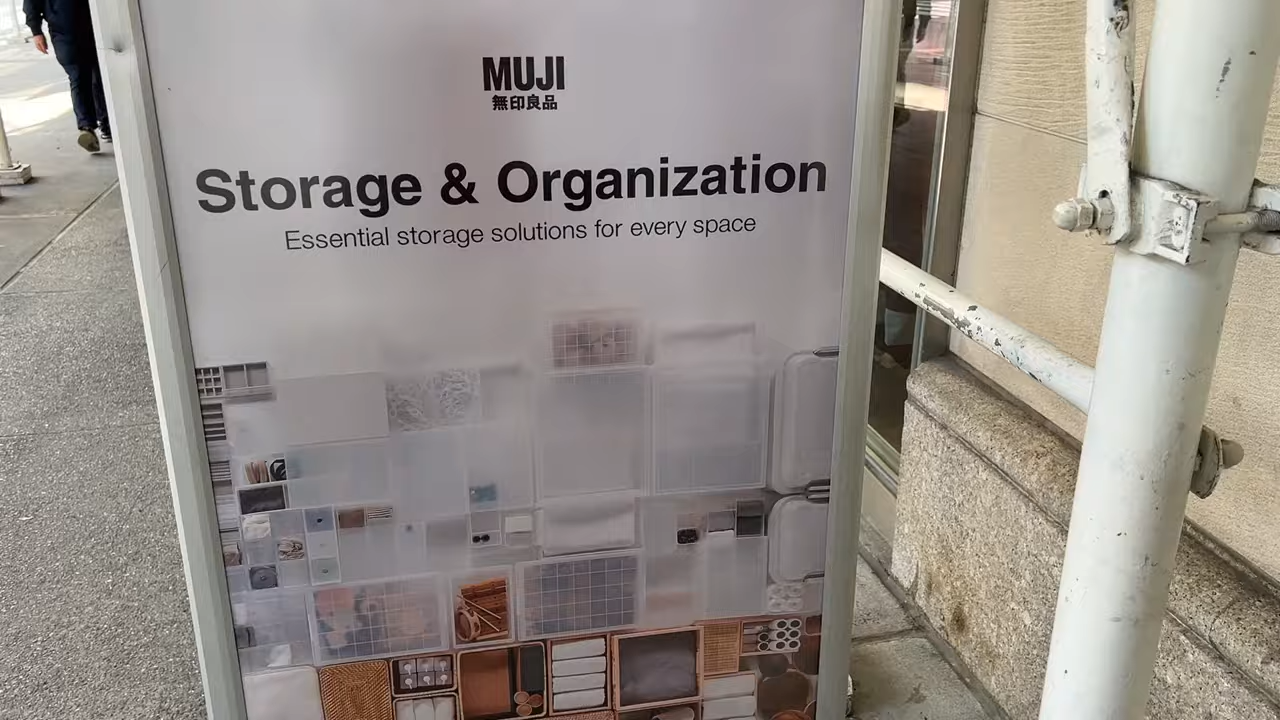 MUJI
無印良品
Storage & Organization
Essential storage solutions for every space